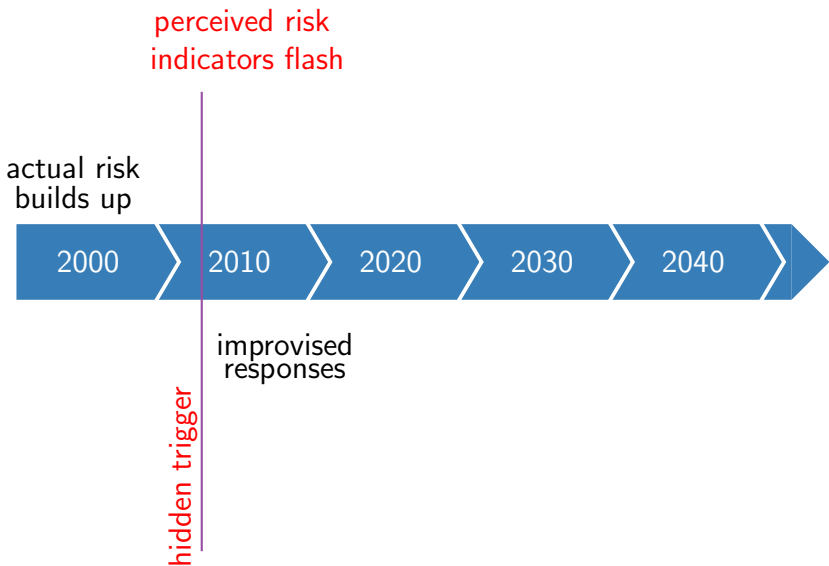 perceived risk
indicators flash
actual risk
builds up
2000
2010
2020
2030
2040
improvised
responses
hidden trigger